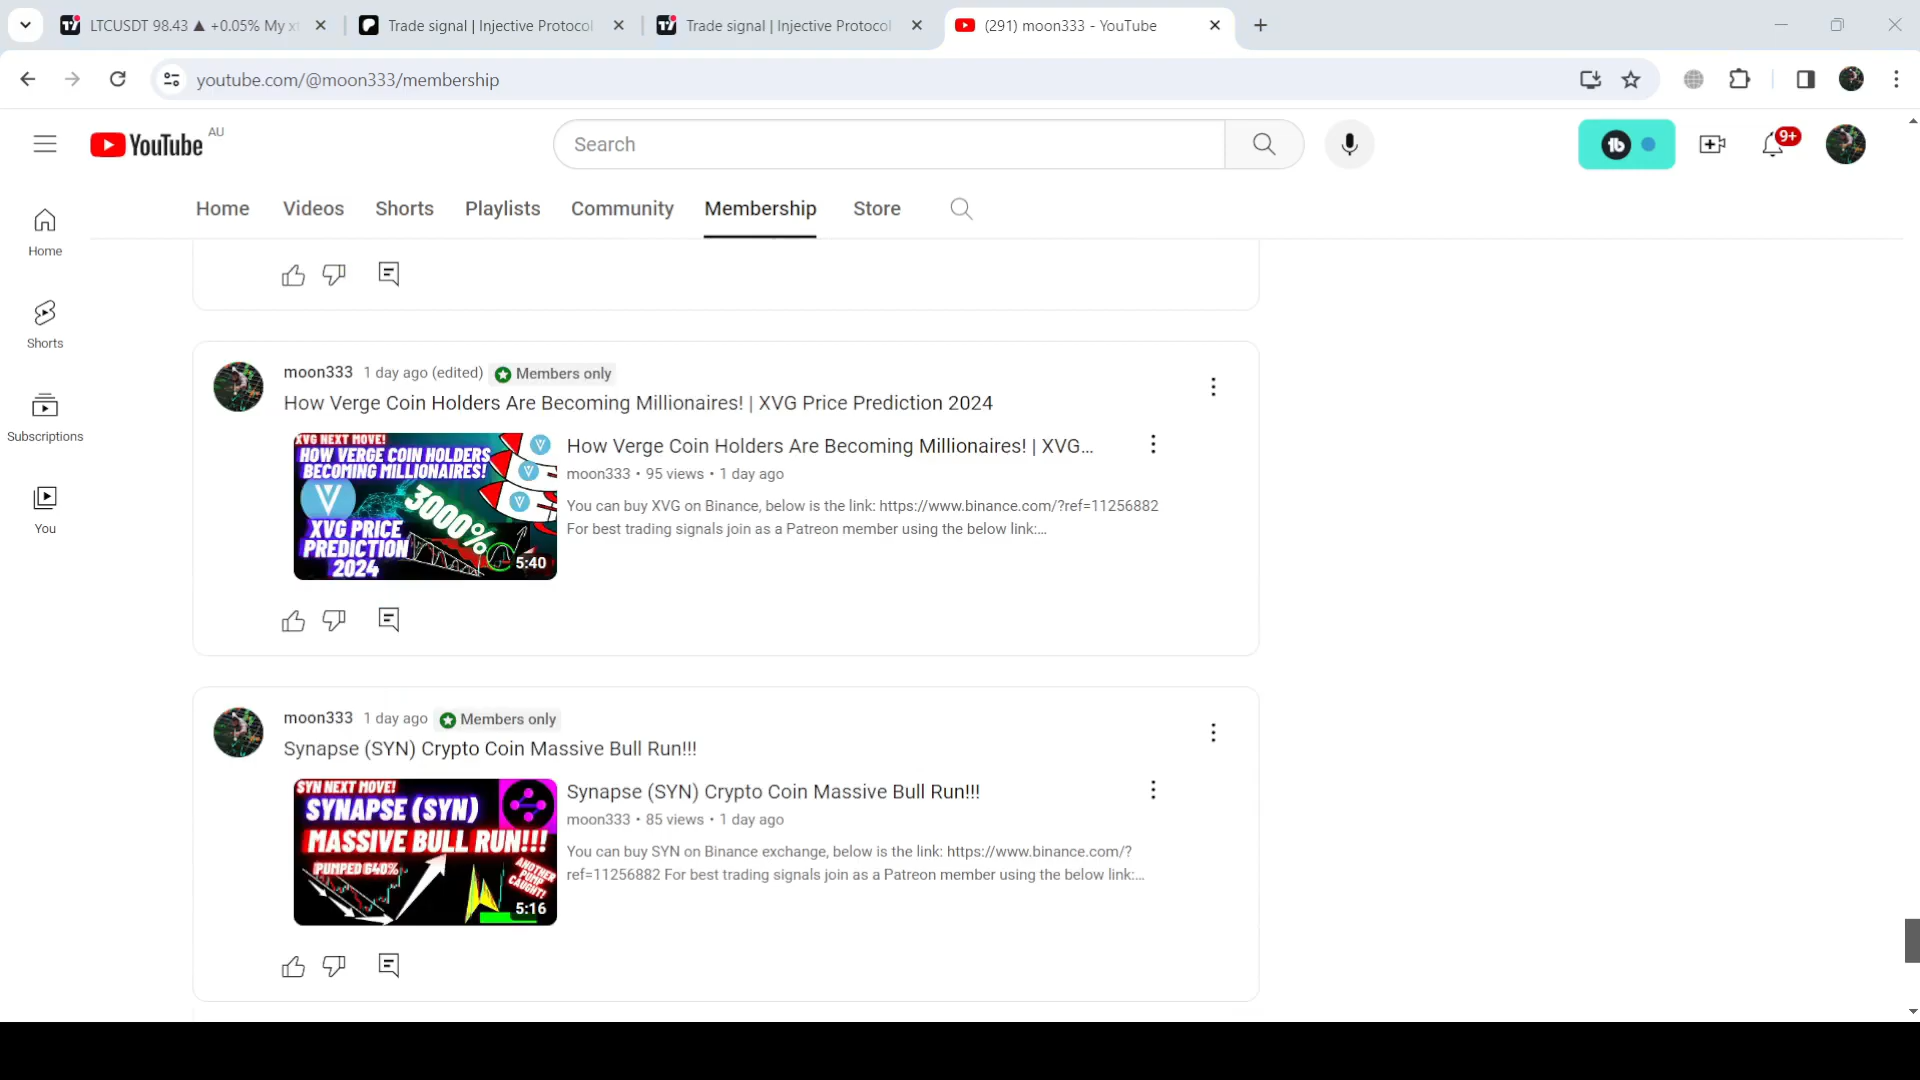 LTCUSDT 98.43 ▲ +0.05% My xt
Trade signal | Injective Protocol
Trade signal | Injective Protocol
(291) moon333 - YouTube
youtube.com/@moon333/membership
YouTube AU
Search
9+
Home
Videos
Shorts
Playlists
Community
Membership
Store
Home
Shorts
Subscriptions
You
moon333 1 day ago (edited) Members only
How Verge Coin Holders Are Becoming Millionaires! | XVG Price Prediction 2024
XVG NEXT MOVE!
HOW VERGE COIN HOLDERS
BECOMING MILLIONAIRES!
3000%
XVG PRICE
PREDICTION
2024
5:40
How Verge Coin Holders Are Becoming Millionaires! | XVG...
moon333 • 95 views • 1 day ago
You can buy XVG on Binance, below is the link: https://www.binance.com/?ref=11256882
For best trading signals join as a Patreon member using the below link:...
moon333 1 day ago Members only
Synapse (SYN) Crypto Coin Massive Bull Run!!!
SYN NEXT MOVE!
SYNAPSE (SYN)
MASSIVE BULL RUN!!!
PUMPED 640%
ANOTHER
PUMP
CAUGHT!
5:16
Synapse (SYN) Crypto Coin Massive Bull Run!!!
moon333 • 85 views • 1 day ago
You can buy SYN on Binance exchange, below is the link: https://www.binance.com/?
ref=11256882 For best trading signals join as a Patreon member using the below link:...